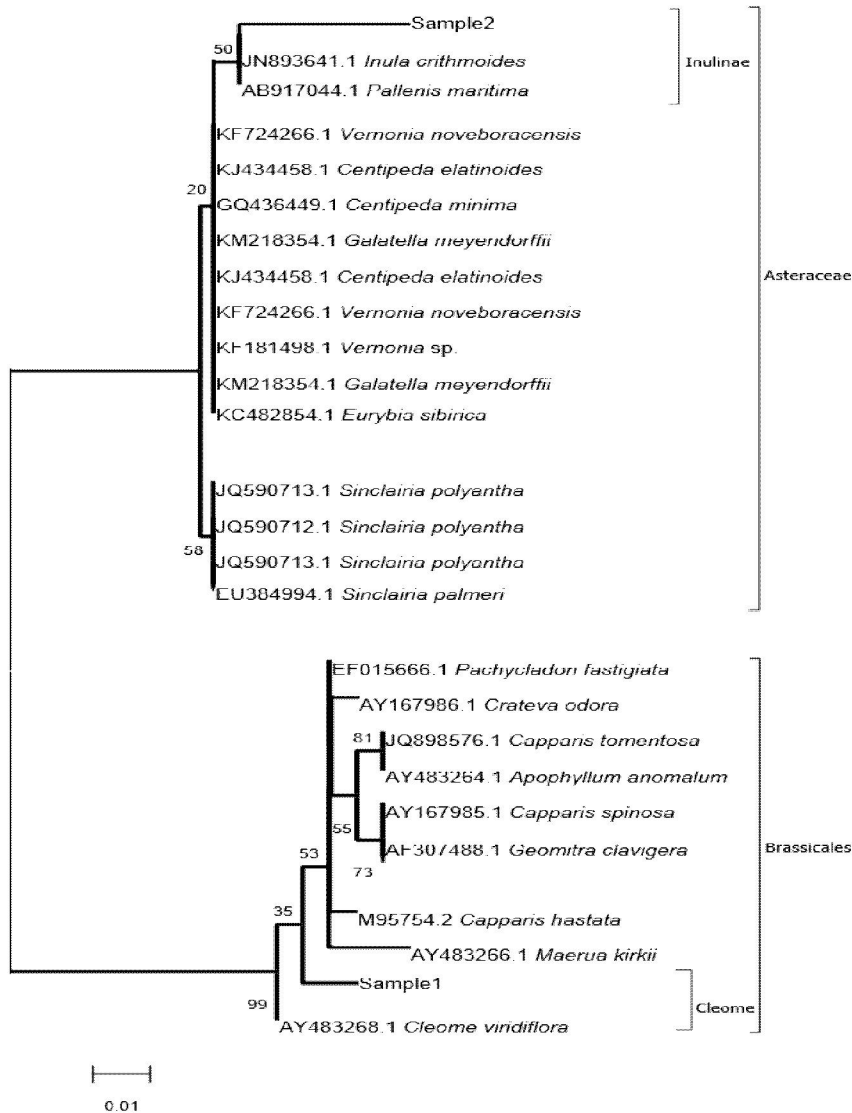 Sample2
50
JN893641.1 Inula crithmoides
Inulinae
AB917044.1 Pallenis maritima
KF724266.1 Vernonia noveboracensis
KJ434458.1 Centipeda elatinoides
20
GQ436449.1 Centipeda minima
KM218354.1 Galatella meyendorffii
KJ434458.1 Centipeda elatinoides
Asteraceae
KF724266.1 Vernonia noveboracensis
KF181498.1 Vernonia sp.
KM218354.1 Galatella meyendorffii
KC482854.1 Eurybia sibirica
JQ590713.1 Sinclairia polyantha
JQ590712.1 Sinclairia polyantha
58
JQ590713.1 Sinclairia polyantha
EU384994.1 Sinclairia palmeri
EF015666.1 Pachycladon fastigiata
AY167986.1 Crateva odora
81
JQ898576.1 Capparis tomentosa
AY483264.1 Apophyllum anomalum
AY167985.1 Capparis spinosa
55
AF307488.1 Geomitra clavigera
Brassicales
53
73
35
M95754.2 Capparis hastata
AY483266.1 Maerua kirkii
Sample1
99
Cleome
AY483268.1 Cleome viridiflora
0.01